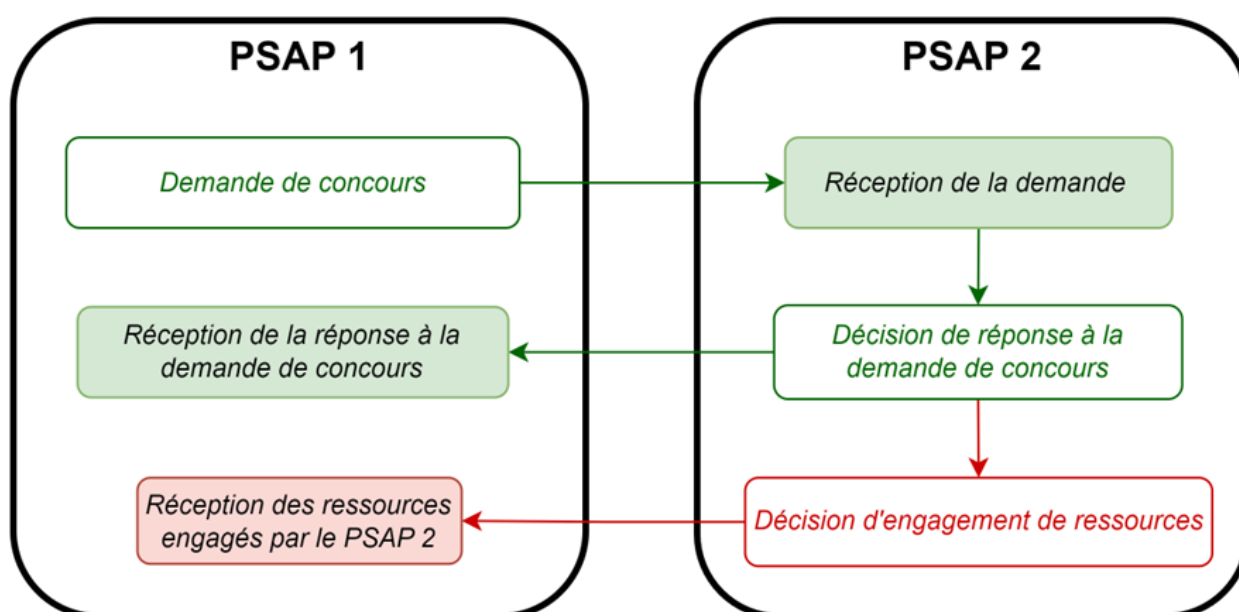 PSAP 1
PSAP 2
Demande de concours
Réception de la demande
Réception de la réponse à la
demande de concours
Décision de réponse à la
demande de concours
Réception des ressources
engagés par le PSAP 2
Décision d'engagement de ressources